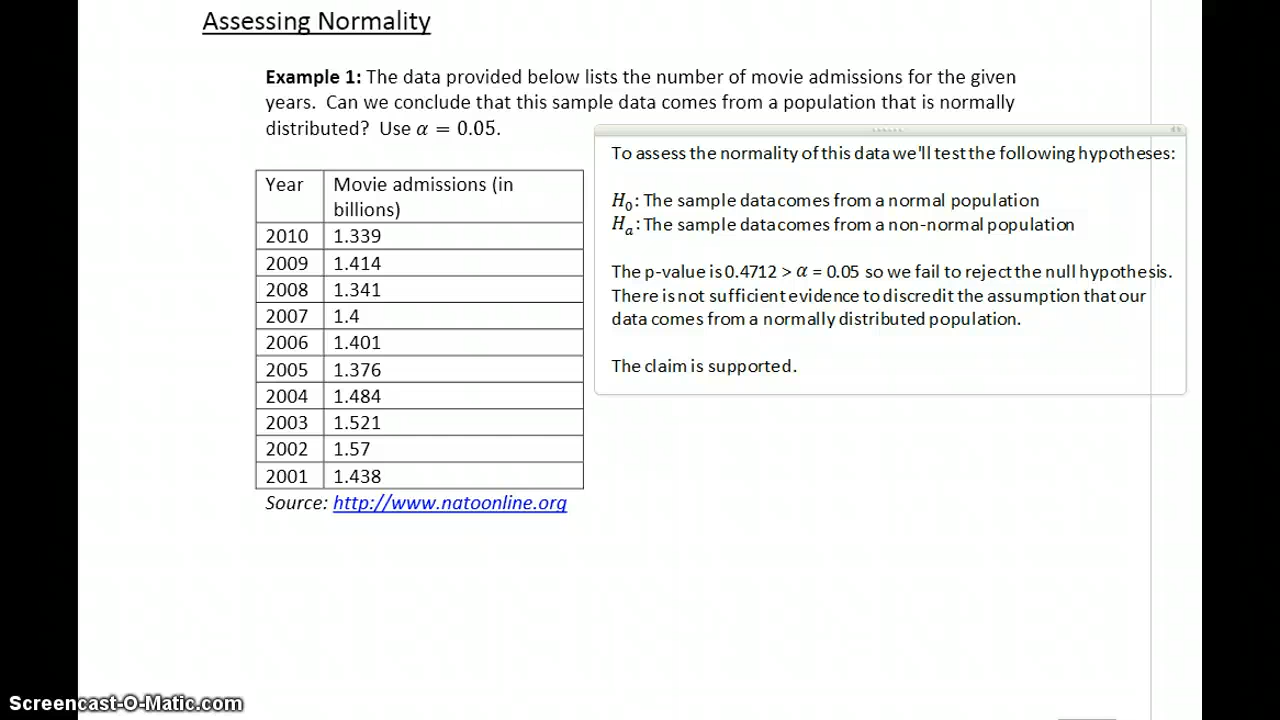 Assessing Normality
Example 1: The data provided below lists the number of movie admissions for the given
years. Can we conclude that this sample data comes from a population that is normally
distributed? Use α = 0.05.
To assess the normality of this data we'll test the following hypotheses:
H₀: The sample data comes from a normal population
Hₐ: The sample data comes from a non-normal population
The p-value is 0.4712 > α = 0.05 so we fail to reject the null hypothesis.
There is not sufficient evidence to discredit the assumption that our
data comes from a normally distributed population.
The claim is supported.
Year Movie admissions (in
billions)
2010 1.339
2009 1.414
2008 1.341
2007 1.4
2006 1.401
2005 1.376
2004 1.484
2003 1.521
2002 1.57
2001 1.438
Source: http://www.natoonline.org
Screencast-O-Matic.com